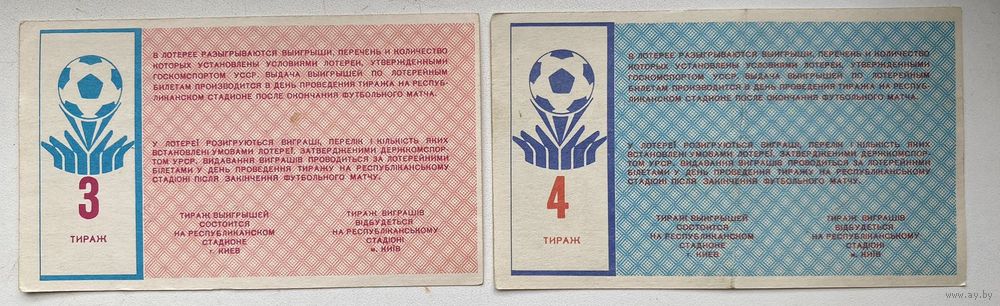 В ЛОТЕРЕЕ РАЗЫГРЫВАЮТСЯ ВЫИГРЫШИ, ПЕРЕЧЕНЬ И КОЛИЧЕСТВО
КОТОРЫХ УСТАНОВЛЕНЫ УСЛОВИЯМИ ЛОТЕРЕИ, УТВЕРЖДЕННЫМИ
ГОСКОМСПОРТОМ УССР. ВЫДАЧА ВЫИГРЫШЕЙ ПО ЛОТЕРЕЙНЫМ
БИЛЕТАМ ПРОИЗВОДИТСЯ В ДЕНЬ ПРОВЕДЕНИЯ ТИРАЖА НА РЕСПУБ-
ЛИКАНСКОМ СТАДИОНЕ ПОСЛЕ ОКОНЧАНИЯ ФУТБОЛЬНОГО МАТЧА.
У ЛОТЕРЕЇ РОЗИГРУЮТЬСЯ ВИГРАШІ, ПЕРЕЛІК І КІЛЬКІСТЬ ЯКИХ
ВСТАНОВЛЕНІ УМОВАМИ ЛОТЕРЕЇ, ЗАТВЕРДЖЕНИМИ ДЕРЖКОМСПОР-
ТОМ УРСР. ВИДАВАННЯ ВИГРАШІВ ПРОВОДИТЬСЯ ЗА ЛОТЕРЕЙНИМИ
БІЛЕТАМИ У ДЕНЬ ПРОВЕДЕННЯ ТИРАЖУ НА РЕСПУБЛІКАНСЬКОМУ
СТАДІОНІ ПІСЛЯ ЗАКІНЧЕННЯ ФУТБОЛЬНОГО МАТЧУ.
3
ТИРАЖ
ТИРАЖ ВЫИГРЫШЕЙ
СОСТОИТСЯ
НА РЕСПУБЛИКАНСКОМ
СТАДИОНЕ
г. КИЕВ
ТИРАЖ ВИГРАШІВ
ВІДБУДЕТЬСЯ
НА РЕСПУБЛІКАНСЬКОМУ
СТАДІОНІ
м. КИЇВ
В ЛОТЕРЕЕ РАЗЫГРЫВАЮТСЯ ВЫИГРЫШИ, ПЕРЕЧЕНЬ И КОЛИЧЕСТВО
КОТОРЫХ УСТАНОВЛЕНЫ УСЛОВИЯМИ ЛОТЕРЕИ, УТВЕРЖДЕННЫМИ
ГОСКОМСПОРТОМ УССР. ВЫДАЧА ВЫИГРЫШЕЙ ПО ЛОТЕРЕЙНЫМ
БИЛЕТАМ ПРОИЗВОДИТСЯ В ДЕНЬ ПРОВЕДЕНИЯ ТИРАЖА НА РЕСПУБ-
ЛИКАНСКОМ СТАДИОНЕ ПОСЛЕ ОКОНЧАНИЯ ФУТБОЛЬНОГО МАТЧА.
У ЛОТЕРЕЇ РОЗИГРУЮТЬСЯ ВИГРАШІ, ПЕРЕЛІК І КІЛЬКІСТЬ ЯКИХ
ВСТАНОВЛЕНІ УМОВАМИ ЛОТЕРЕЇ, ЗАТВЕРДЖЕНИМИ ДЕРЖКОМСПОР-
ТОМ УРСР. ВИДАВАННЯ ВИГРАШІВ ПРОВОДИТЬСЯ ЗА ЛОТЕРЕЙНИМИ
БІЛЕТАМИ У ДЕНЬ ПРОВЕДЕННЯ ТИРАЖУ НА РЕСПУБЛІКАНСЬКОМУ
СТАДІОНІ ПІСЛЯ ЗАКІНЧЕННЯ ФУТБОЛЬНОГО МАТЧУ.
4
ТИРАЖ
ТИРАЖ ВЫИГРЫШЕЙ
СОСТОИТСЯ
НА РЕСПУБЛИКАНСКОМ
СТАДИОНЕ
г. КИЕВ
ТИРАЖ ВИГРАШІВ
ВІДБУДЕТЬСЯ
НА РЕСПУБЛІКАНСЬКОМУ
СТАДІОНІ
м. КИЇВ
www.ay.by